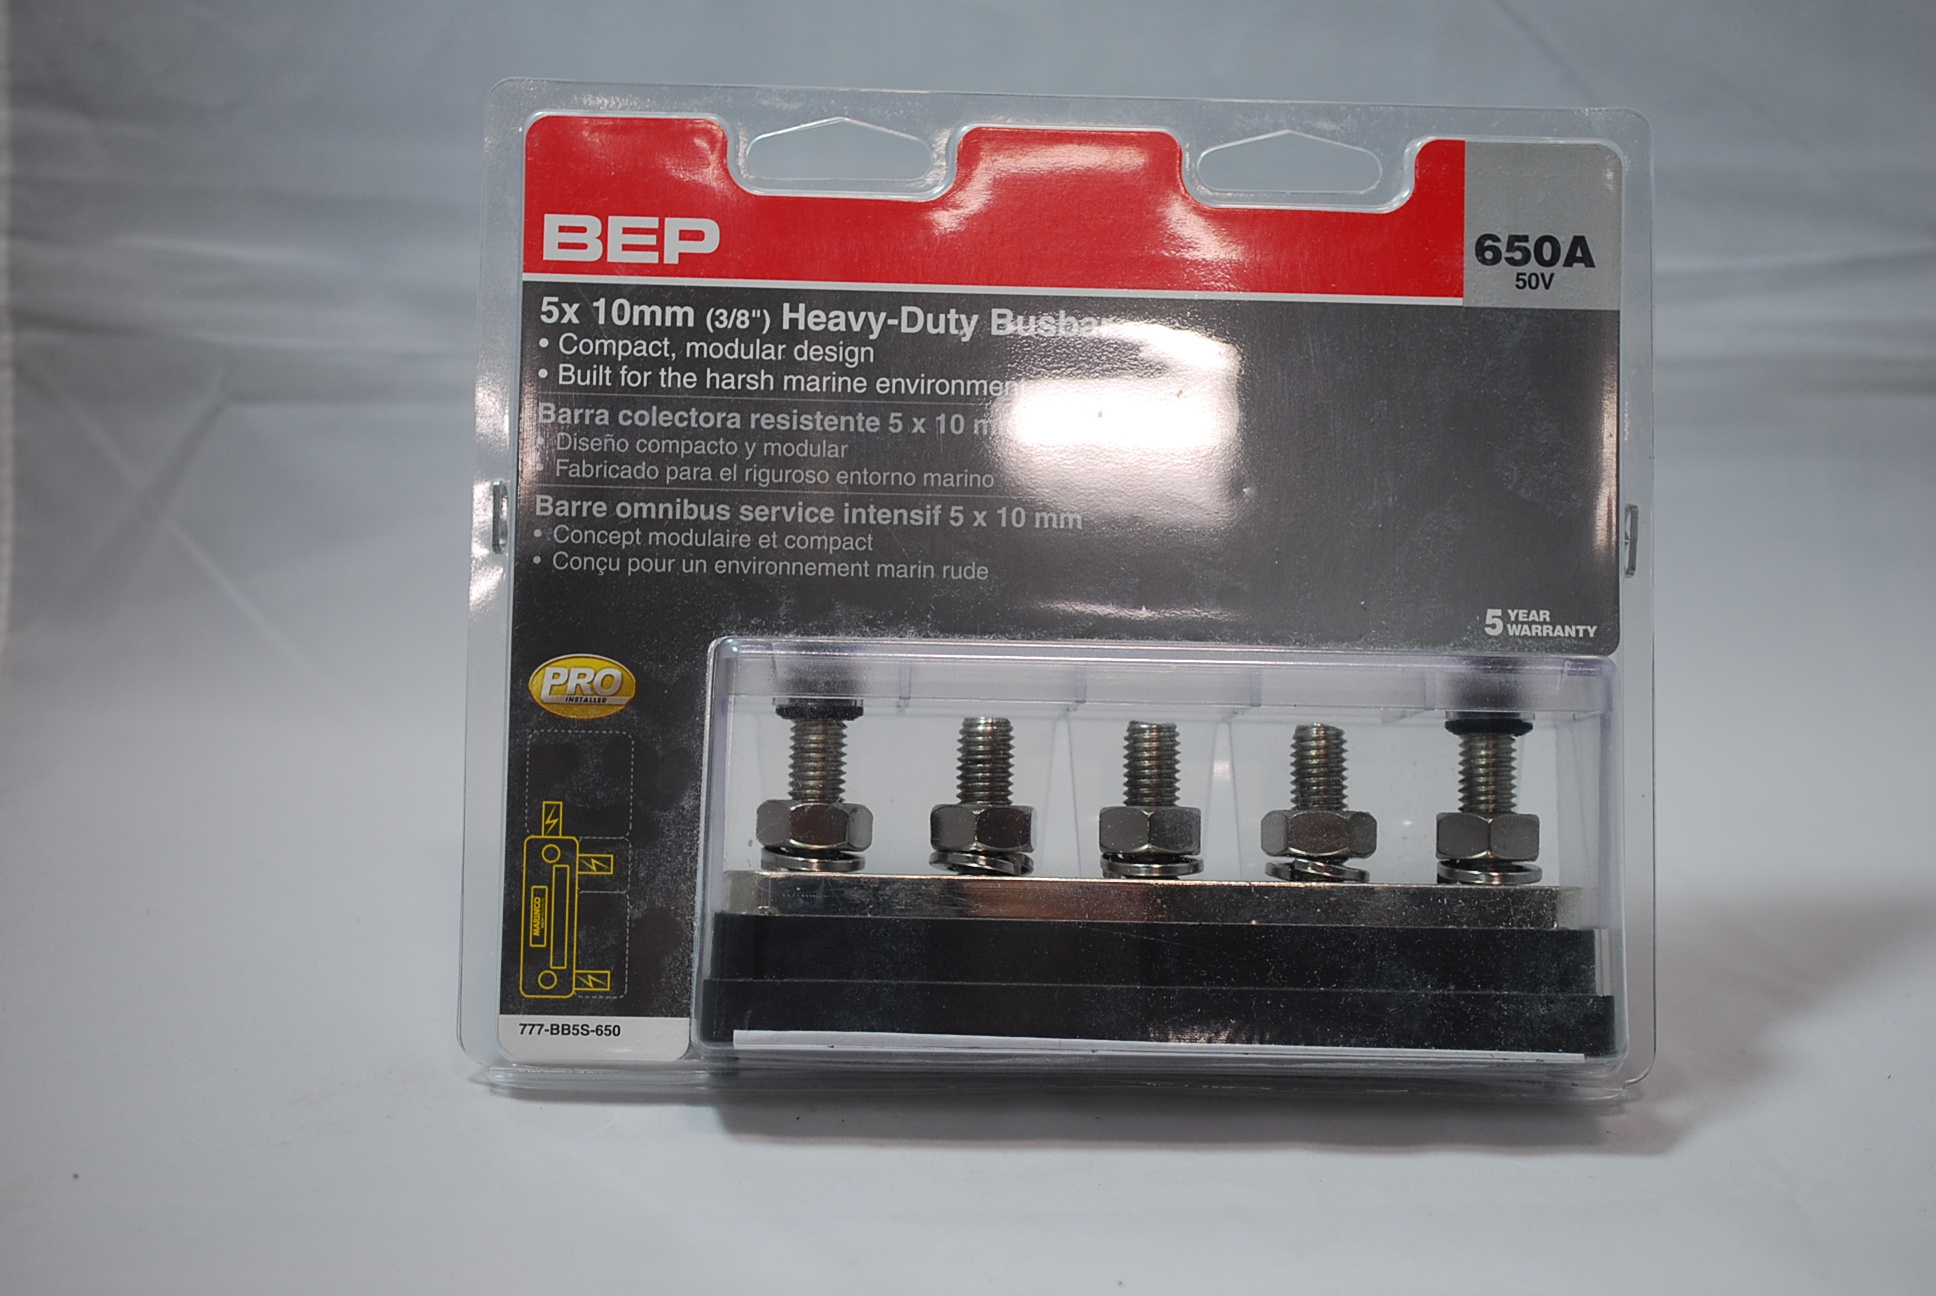 BEP
650A
50V
5x 10mm (3/8") Heavy-Duty Busbar
• Compact, modular design
• Built for the harsh marine environment
Barra colectora resistente 5 x 10
• Diseño compacto y modular
• Fabricado para el riguroso entorno marino
Barre omnibus service intensif 5 x 10 mm
• Concept modulaire et compact
• Conçu pour un environnement marin rude
5 YEAR
WARRANTY
PRO
INSTALLER
MARINCO
777-BB5S-650